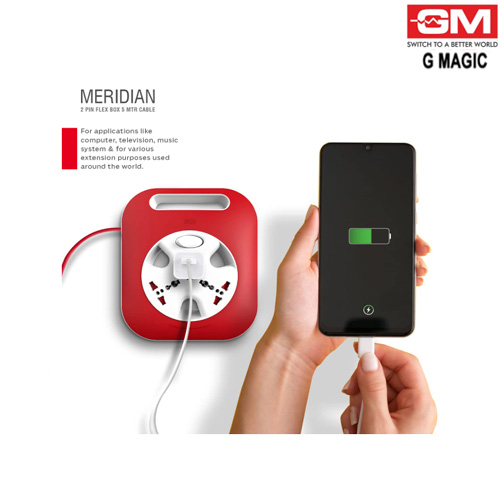 GM
SWITCH TO A BETTER WORLD
G MAGIC
MERIDIAN
2 PIN FLEX BOX 5 MTR CABLE
For applications like
computer, television, music
system & for various
extension purposes used
around the world.